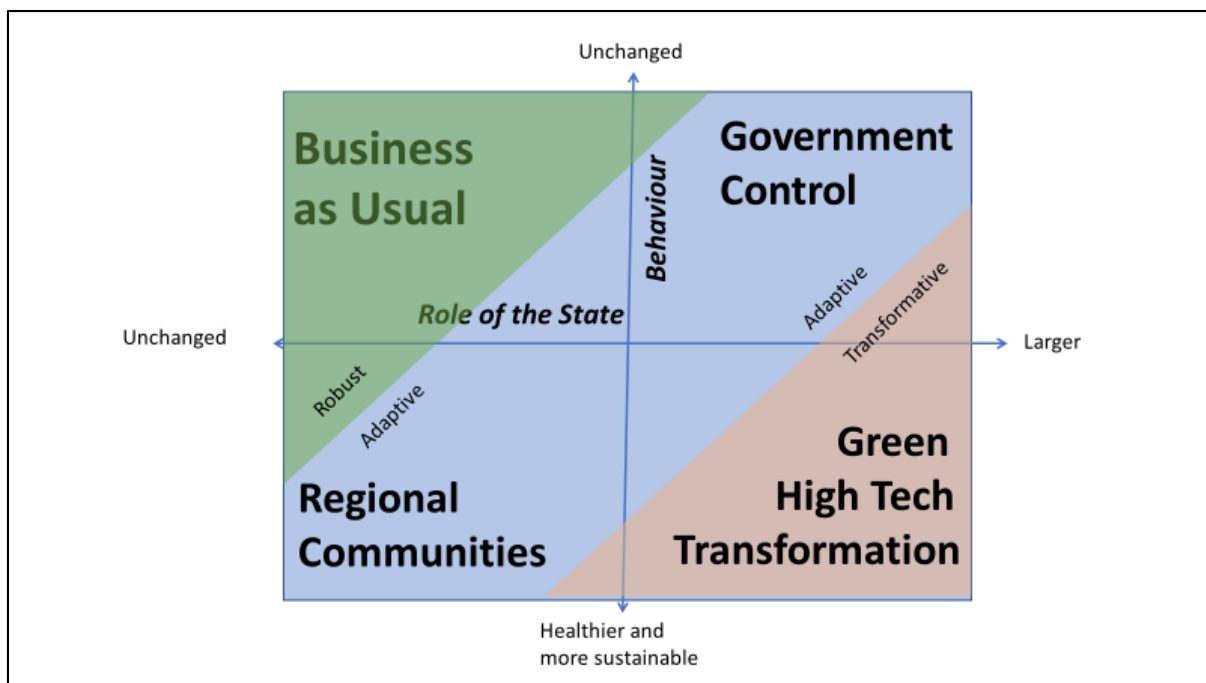 Unchanged
Business
as Usual
Government
Control
Behaviour
Role of the State
Unchanged
Larger
Adaptive
Transformative
Robust
Adaptive
Regional
Communities
Green
High Tech
Transformation
Healthier and
more sustainable